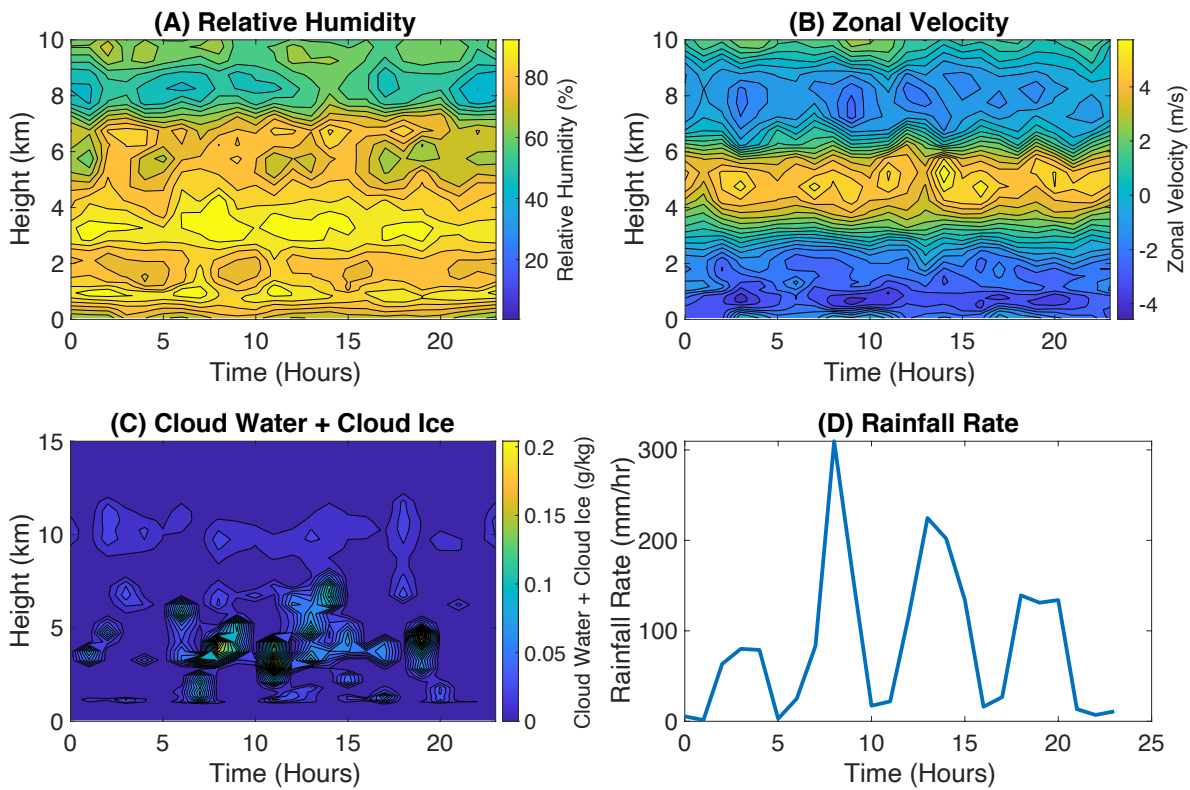 (A) Relative Humidity
10
8
6
4
2
0
Height (km)
0 5 10 15 20
Time (Hours)
80
60
40
20
Relative Humidity (%)
(B) Zonal Velocity
10
8
6
4
2
0
Height (km)
0 5 10 15 20
Time (Hours)
4
2
0
-2
-4
Zonal Velocity (m/s)
(C) Cloud Water + Cloud Ice
15
10
5
0
Height (km)
0 5 10 15 20
Time (Hours)
0.2
0.15
0.1
0.05
0
Cloud Water + Cloud Ice (g/kg)
(D) Rainfall Rate
300
200
100
0
Rainfall Rate (mm/hr)
0 5 10 15 20 25
Time (Hours)